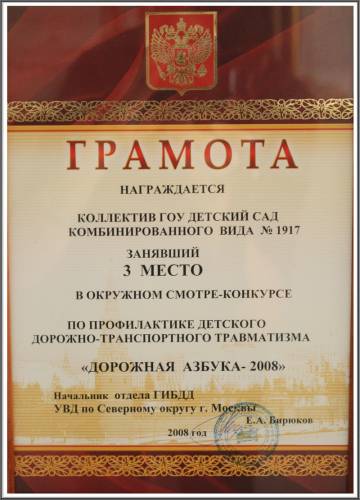 ГРАМОТА
НАГРАЖДАЕТСЯ
КОЛЛЕКТИВ ГОУ ДЕТСКИЙ САД
КОМБИНИРОВАННОГО ВИДА № 1917
ЗАНЯВШИЙ
3 МЕСТО
В ОКРУЖНОМ СМОТРЕ-КОНКУРСЕ
ПО ПРОФИЛАКТИКЕ ДЕТСКОГО
ДОРОЖНО-ТРАНСПОРТНОГО ТРАВМАТИЗМА
«ДОРОЖНАЯ АЗБУКА- 2008»
Начальник отдела ГИБДД
УВД по Северному округу г. Москвы
Е.А. Бирюков
2008 год